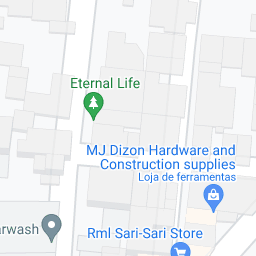 Eternal Life
MJ Dizon Hardware and
Construction supplies
Loja de ferramentas
arwash
Rml Sari-Sari Store